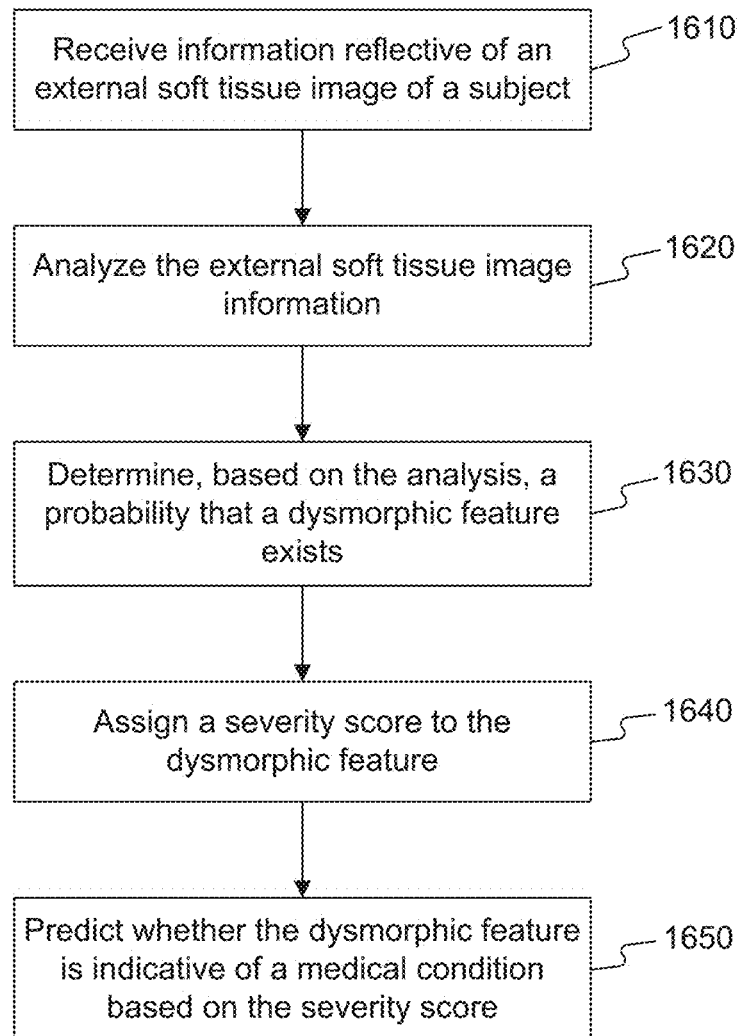 Receive information reflective of an
external soft tissue image of a subject
1610
Analyze the external soft tissue image
information
1620
Determine, based on the analysis, a
probability that a dysmorphic feature
exists
1630
Assign a severity score to the
dysmorphic feature
1640
Predict whether the dysmorphic feature
is indicative of a medical condition
based on the severity score
1650